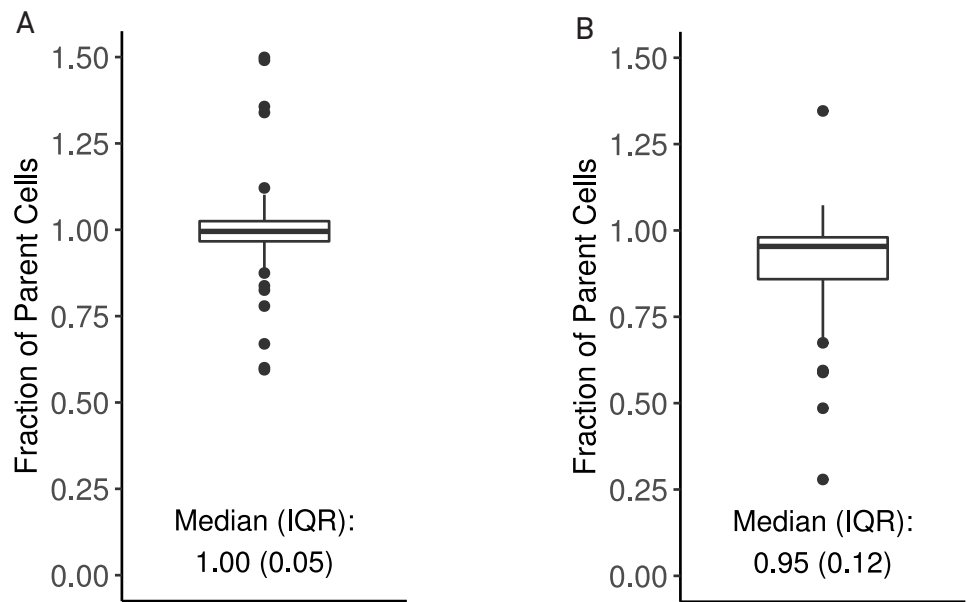 A
Fraction of Parent Cells
1.50
1.25
1.00
0.75
0.50
0.25
0.00
Median (IQR):
1.00 (0.05)
B
Fraction of Parent Cells
1.50
1.25
1.00
0.75
0.50
0.25
0.00
Median (IQR):
0.95 (0.12)